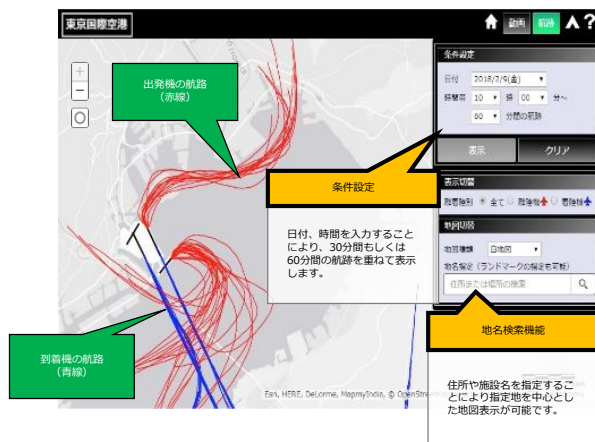 東京国際空港
動画 航跡 ?
条件設定
日付 2018/2/9(金)
時間帯 10 時 00 分～
60 分間の航跡
表示 クリア
表示切替
離着陸別 全て 離陸機 着陸機
地図切替
地図種類 白地図
地名指定（ランドマークの指定も可能）
住所または場所の検索
出発機の航路
（赤線）
条件設定
日付、時間を入力すること
により、30分間もしくは
60分間の航跡を重ねて表示
します。
到着機の航路
（青線）
地名検索機能
住所や施設名を指定するこ
とにより指定地を中心とし
た地図表示が可能です。
Esri, HERE, DeLorme, MapmyIndia, © OpenStreet